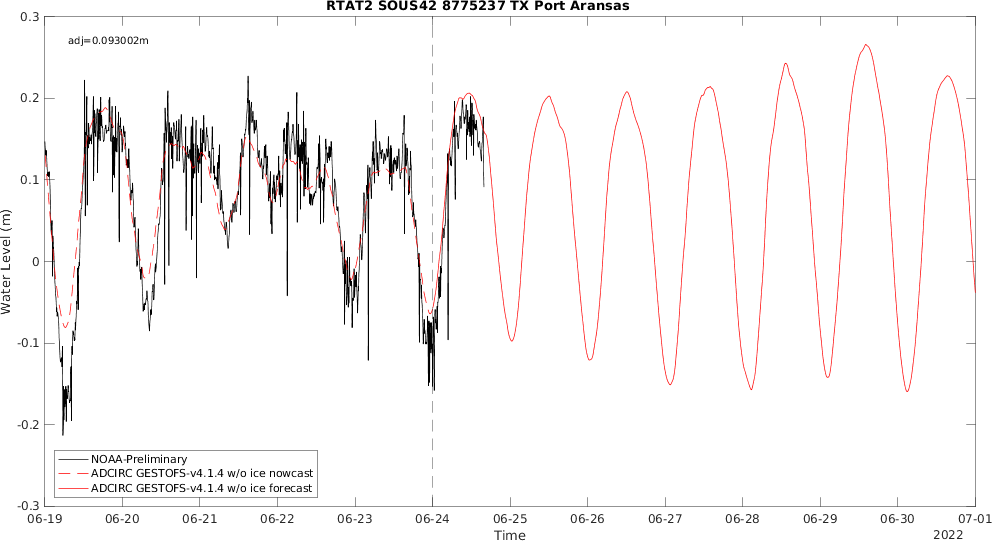 RTAT2 SOUS42 8775237 TX Port Aransas
adj=0.093002m
0.3
0.2
0.1
0
-0.1
-0.2
-0.3
Water Level (m)
NOAA-Preliminary
ADCIRC GESTOFS-v4.1.4 w/o ice nowcast
ADCIRC GESTOFS-v4.1.4 w/o ice forecast
06-19 06-20 06-21 06-22 06-23 06-24 06-25 06-26 06-27 06-28 06-29 06-30 07-01
Time
2022